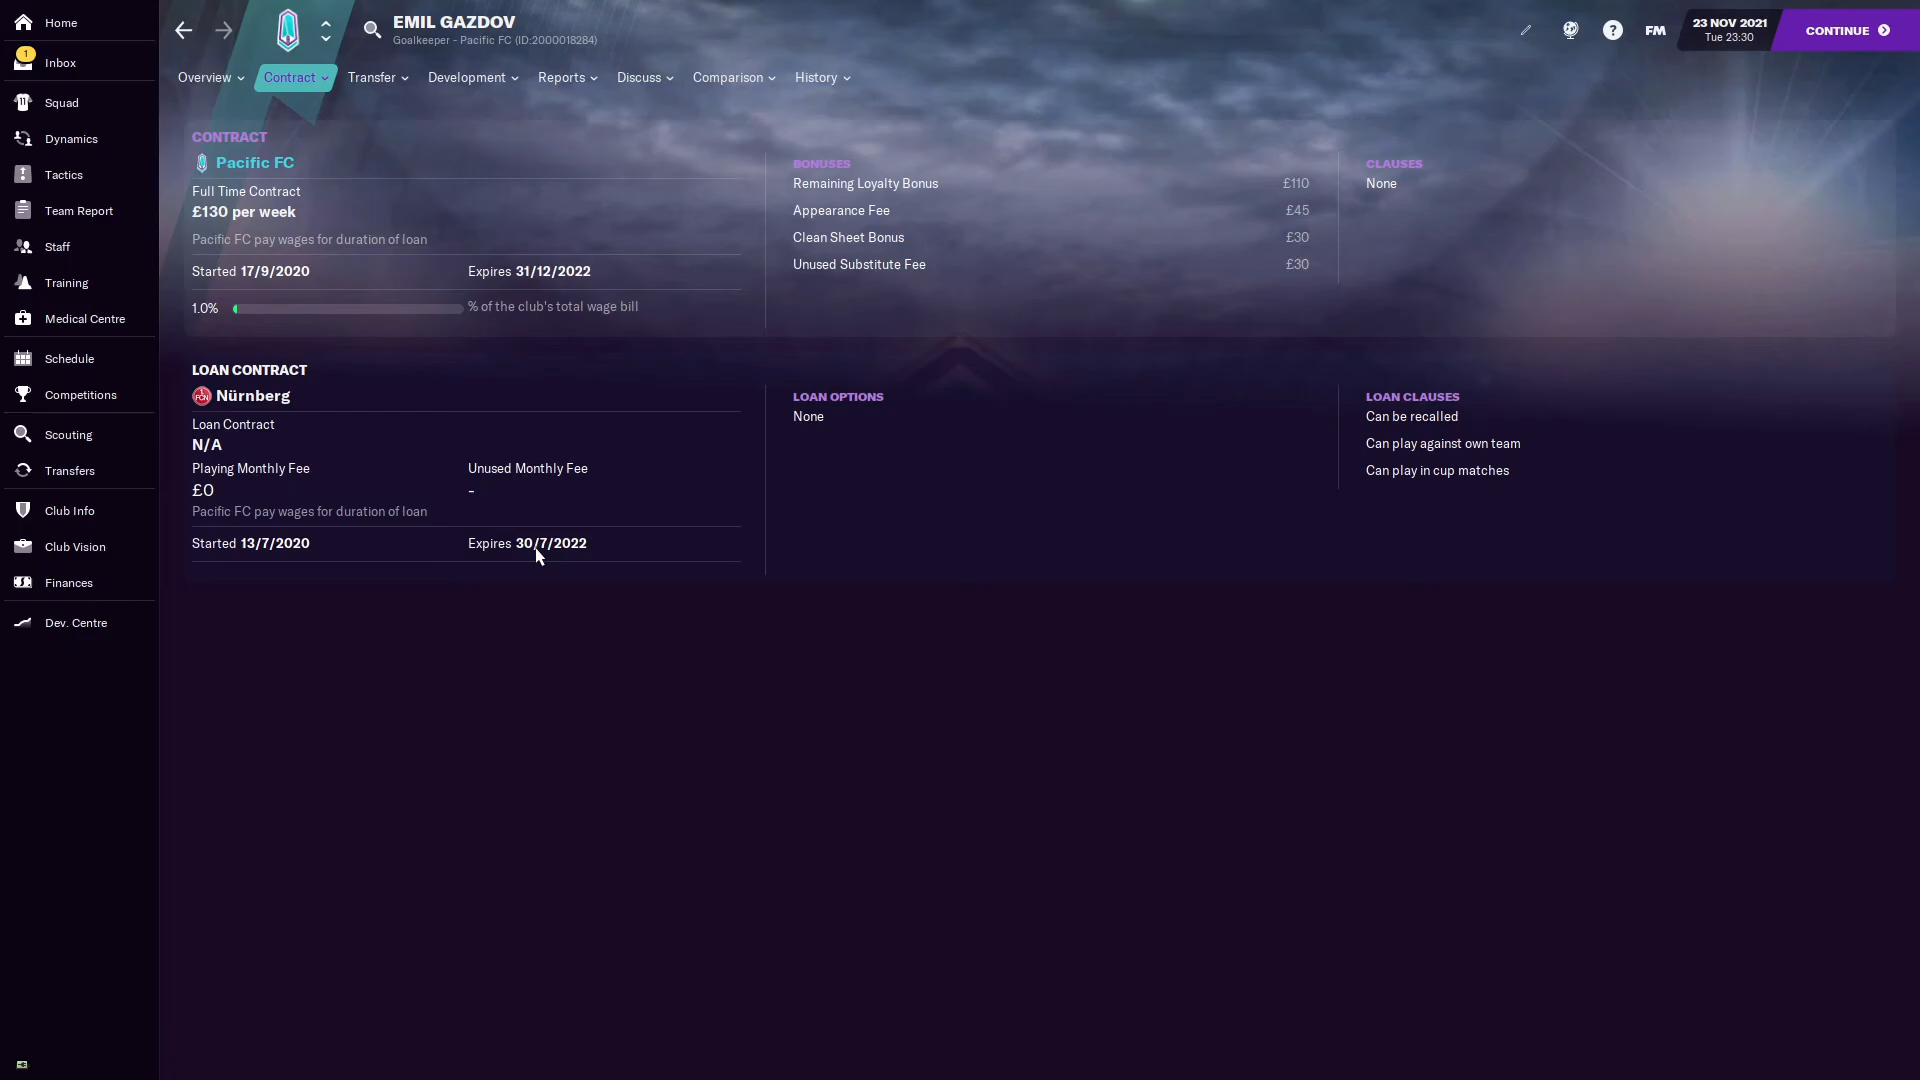 Home
1
Inbox
Squad
Dynamics
Tactics
Team Report
Staff
Training
Medical Centre
Schedule
Competitions
Scouting
Transfers
Club Info
Club Vision
Finances
Dev. Centre
EMIL GAZDOV
Goalkeeper - Pacific FC (ID:2000018284)
?
FM
23 NOV 2021
Tue 23:30
CONTINUE
Overview
Contract
Transfer
Development
Reports
Discuss
Comparison
History
CONTRACT
Pacific FC
Full Time Contract
£130 per week
Pacific FC pay wages for duration of loan
Started 17/9/2020
Expires 31/12/2022
1.0%
% of the club's total wage bill
BONUSES
Remaining Loyalty Bonus £110
Appearance Fee £45
Clean Sheet Bonus £30
Unused Substitute Fee £30
CLAUSES
None
LOAN CONTRACT
Nürnberg
Loan Contract
N/A
Playing Monthly Fee
£0
Unused Monthly Fee
-
Pacific FC pay wages for duration of loan
Started 13/7/2020
Expires 30/7/2022
LOAN OPTIONS
None
LOAN CLAUSES
Can be recalled
Can play against own team
Can play in cup matches